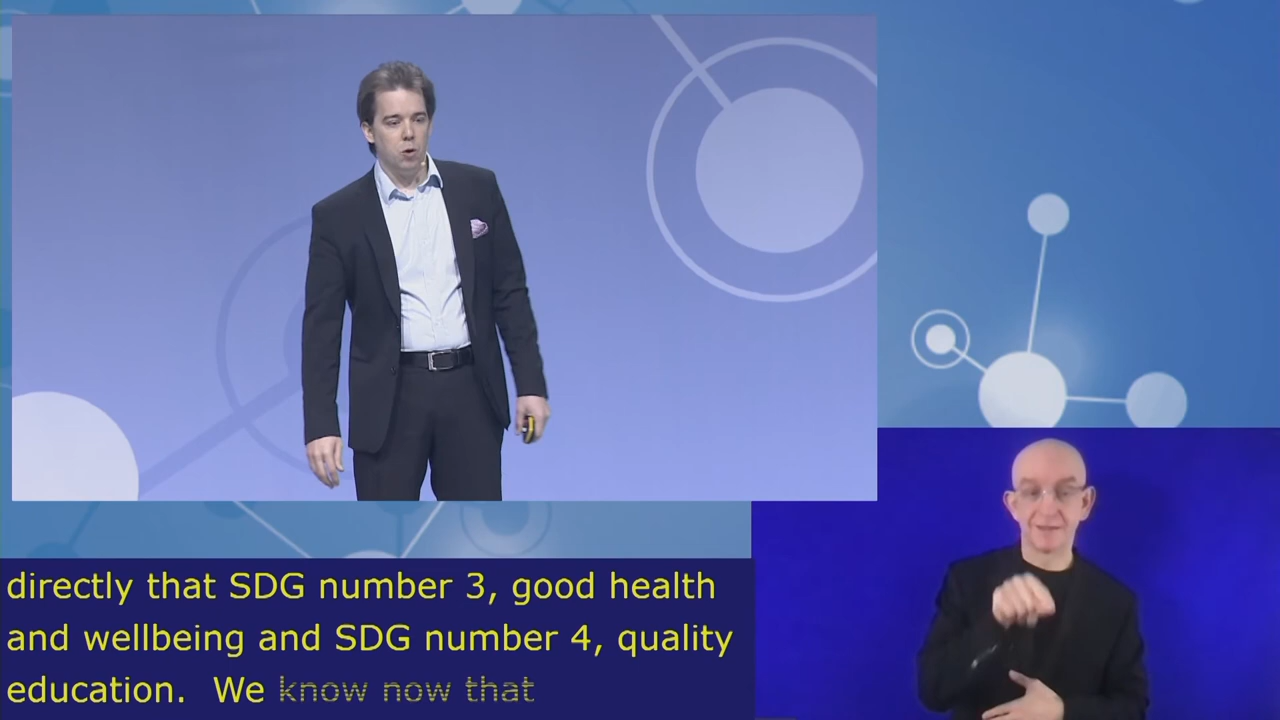 directly that SDG number 3, good health
and wellbeing and SDG number 4, quality
education.  We know now that